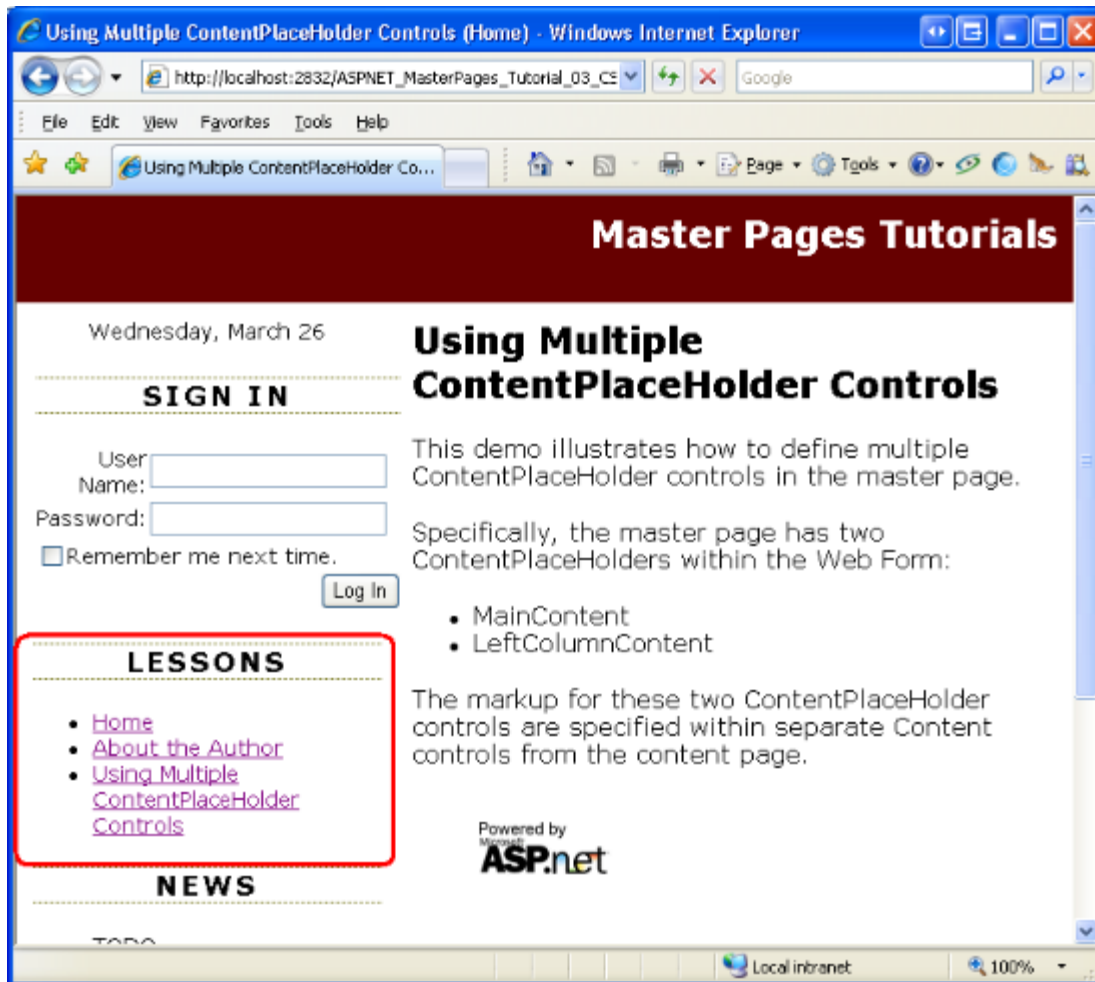 Using Multiple ContentPlaceHolder Controls (Home) - Windows Internet Explorer
http://localhost:2832/ASPNET_MasterPages_Tutorial_03_CS
Google
File Edit View Favorites Tools Help
Using Multiple ContentPlaceHolder Co...
Page Tools
Master Pages Tutorials
Wednesday, March 26
SIGN IN
User
Name:
Password:
Remember me next time.
Log In
LESSONS
Home
About the Author
Using Multiple
ContentPlaceHolder
Controls
NEWS
TODO
Using Multiple
ContentPlaceHolder Controls
This demo illustrates how to define multiple
ContentPlaceHolder controls in the master page.
Specifically, the master page has two
ContentPlaceHolders within the Web Form:
MainContent
LeftColumnContent
The markup for these two ContentPlaceHolder
controls are specified within separate Content
controls from the content page.
Powered by
Microsoft
ASP.net
Local intranet
100%